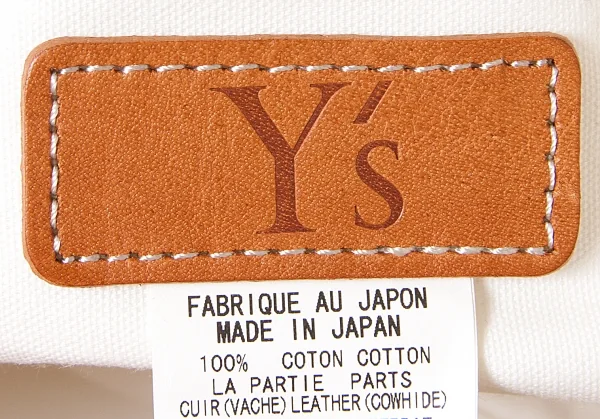 Y's
FABRIQUE AU JAPON
MADE IN JAPAN
100% COTON COTTON
LA PARTIE PARTS
CUIR(VACHE)LEATHER(COWHIDE)